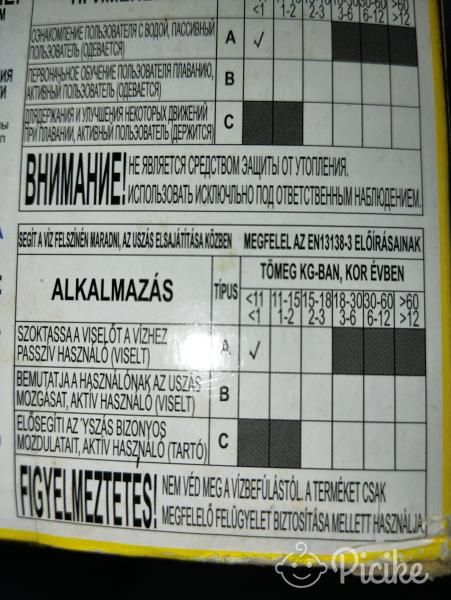 <1 1-2 2-3 3-6 6-12 >12
ОЗНАКОМЛЕНИЕ ПОЛЬЗОВАТЕЛЯ С ВОДОЙ, ПАССИВНЫЙ
ПОЛЬЗОВАТЕЛЬ (ОДЕВАЕТСЯ)
A ✓
ПЕРВОНАЧЬНОЕ ОБУЧЕНИЕ ПОЛЬЗОВАТЕЛЯ ПЛАВАНИЮ,
АКТИВНЫЙ ПОЛЬЗОВАТЕЛЬ (ОДЕВАЕТСЯ)
B
ДЛЯДЕРЖАНИЯ И УЛУЧШЕНИЯ НЕКОТОРЫХ ДВИЖЕНИЙ
ПРИ ПЛАВАНИИ, АКТИВНЫЙ ПОЛЬЗОВАТЕЛЬ (ДЕРЖИТСЯ)
C
ВНИМАНИЕ!
НЕ ЯВЛЯЕТСЯ СРЕДСТВОМ ЗАЩИТЫ ОТ УТОПЛЕНИЯ.
ИСПОЛЬЗОВАТЬ ИСКЛЮЧЛЬНО ПОД ОТВЕТСТВЕННЫМ НАБЛЮДЕНИЕМ.
SEGÍT A VÍZ FELSZÍNÉN MARADNI, AZ USZÁS ELSAJÁTÍTÁSA KÖZBEN MEGFELEL AZ EN13138-3 ELŐÍRÁSAINAK
ALKALMAZÁS
TÍPUS
TÖMEG KG-BAN, KOR ÉVBEN
<11 11-15 15-18 18-30 30-60 >60
<1 1-2 2-3 3-6 6-12 >12
SZOKTASSA A VISELŐT A VÍZHEZ
PASSZÍV HASZNÁLÓ (VISELT)
A ✓
BEMUTATJA A HASZNÁLÓNAK AZ USZÁS
MOZGÁSAT, AKTÍV HASZNÁLÓ (VISELT)
B
ELŐSEGÍTI AZ ÝSZÁS BIZONYOS
MOZDULATAIT, AKTÍV HASZNÁLÓ (TARTÓ)
C
FIGYELMEZTETES!
NEM VÉD MEG A VÍZBEFÚLÁSTÓL. A TERMÉKET CSAK
MEGFELELŐ FELÜGYELET BIZTOSÍTÁSA MELLETT HASZNÁLJA.
Picike